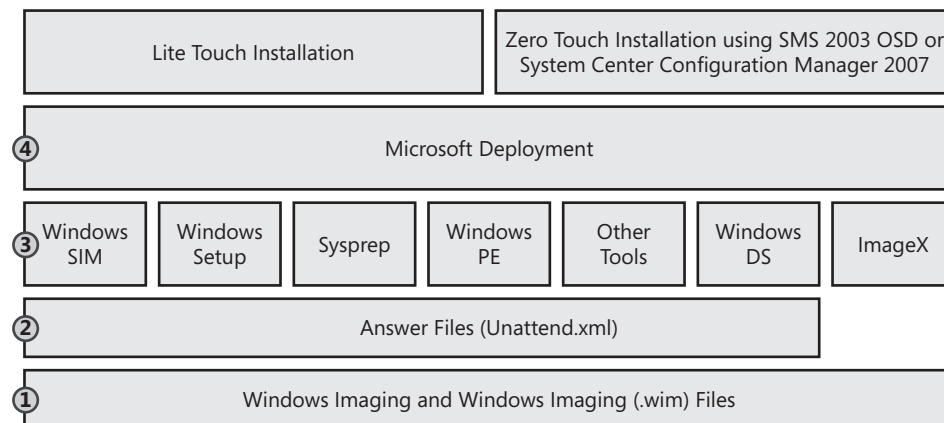 Lite Touch Installation
Zero Touch Installation using SMS 2003 OSD or
System Center Configuration Manager 2007
4
Microsoft Deployment
3
Windows
SIM
Windows
Setup
Sysprep
Windows
PE
Other
Tools
Windows
DS
ImageX
2
Answer Files (Unattend.xml)
1
Windows Imaging and Windows Imaging (.wim) Files